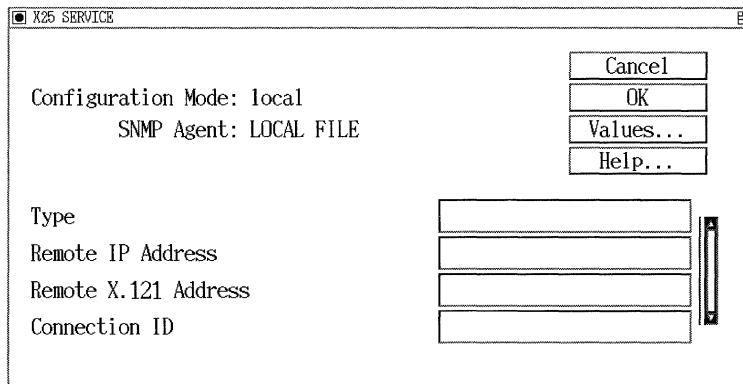 X25 SERVICE
Cancel
Configuration Mode: local
OK
SNMP Agent: LOCAL FILE
Values...
Help...
Type
Remote IP Address
Remote X.121 Address
Connection ID